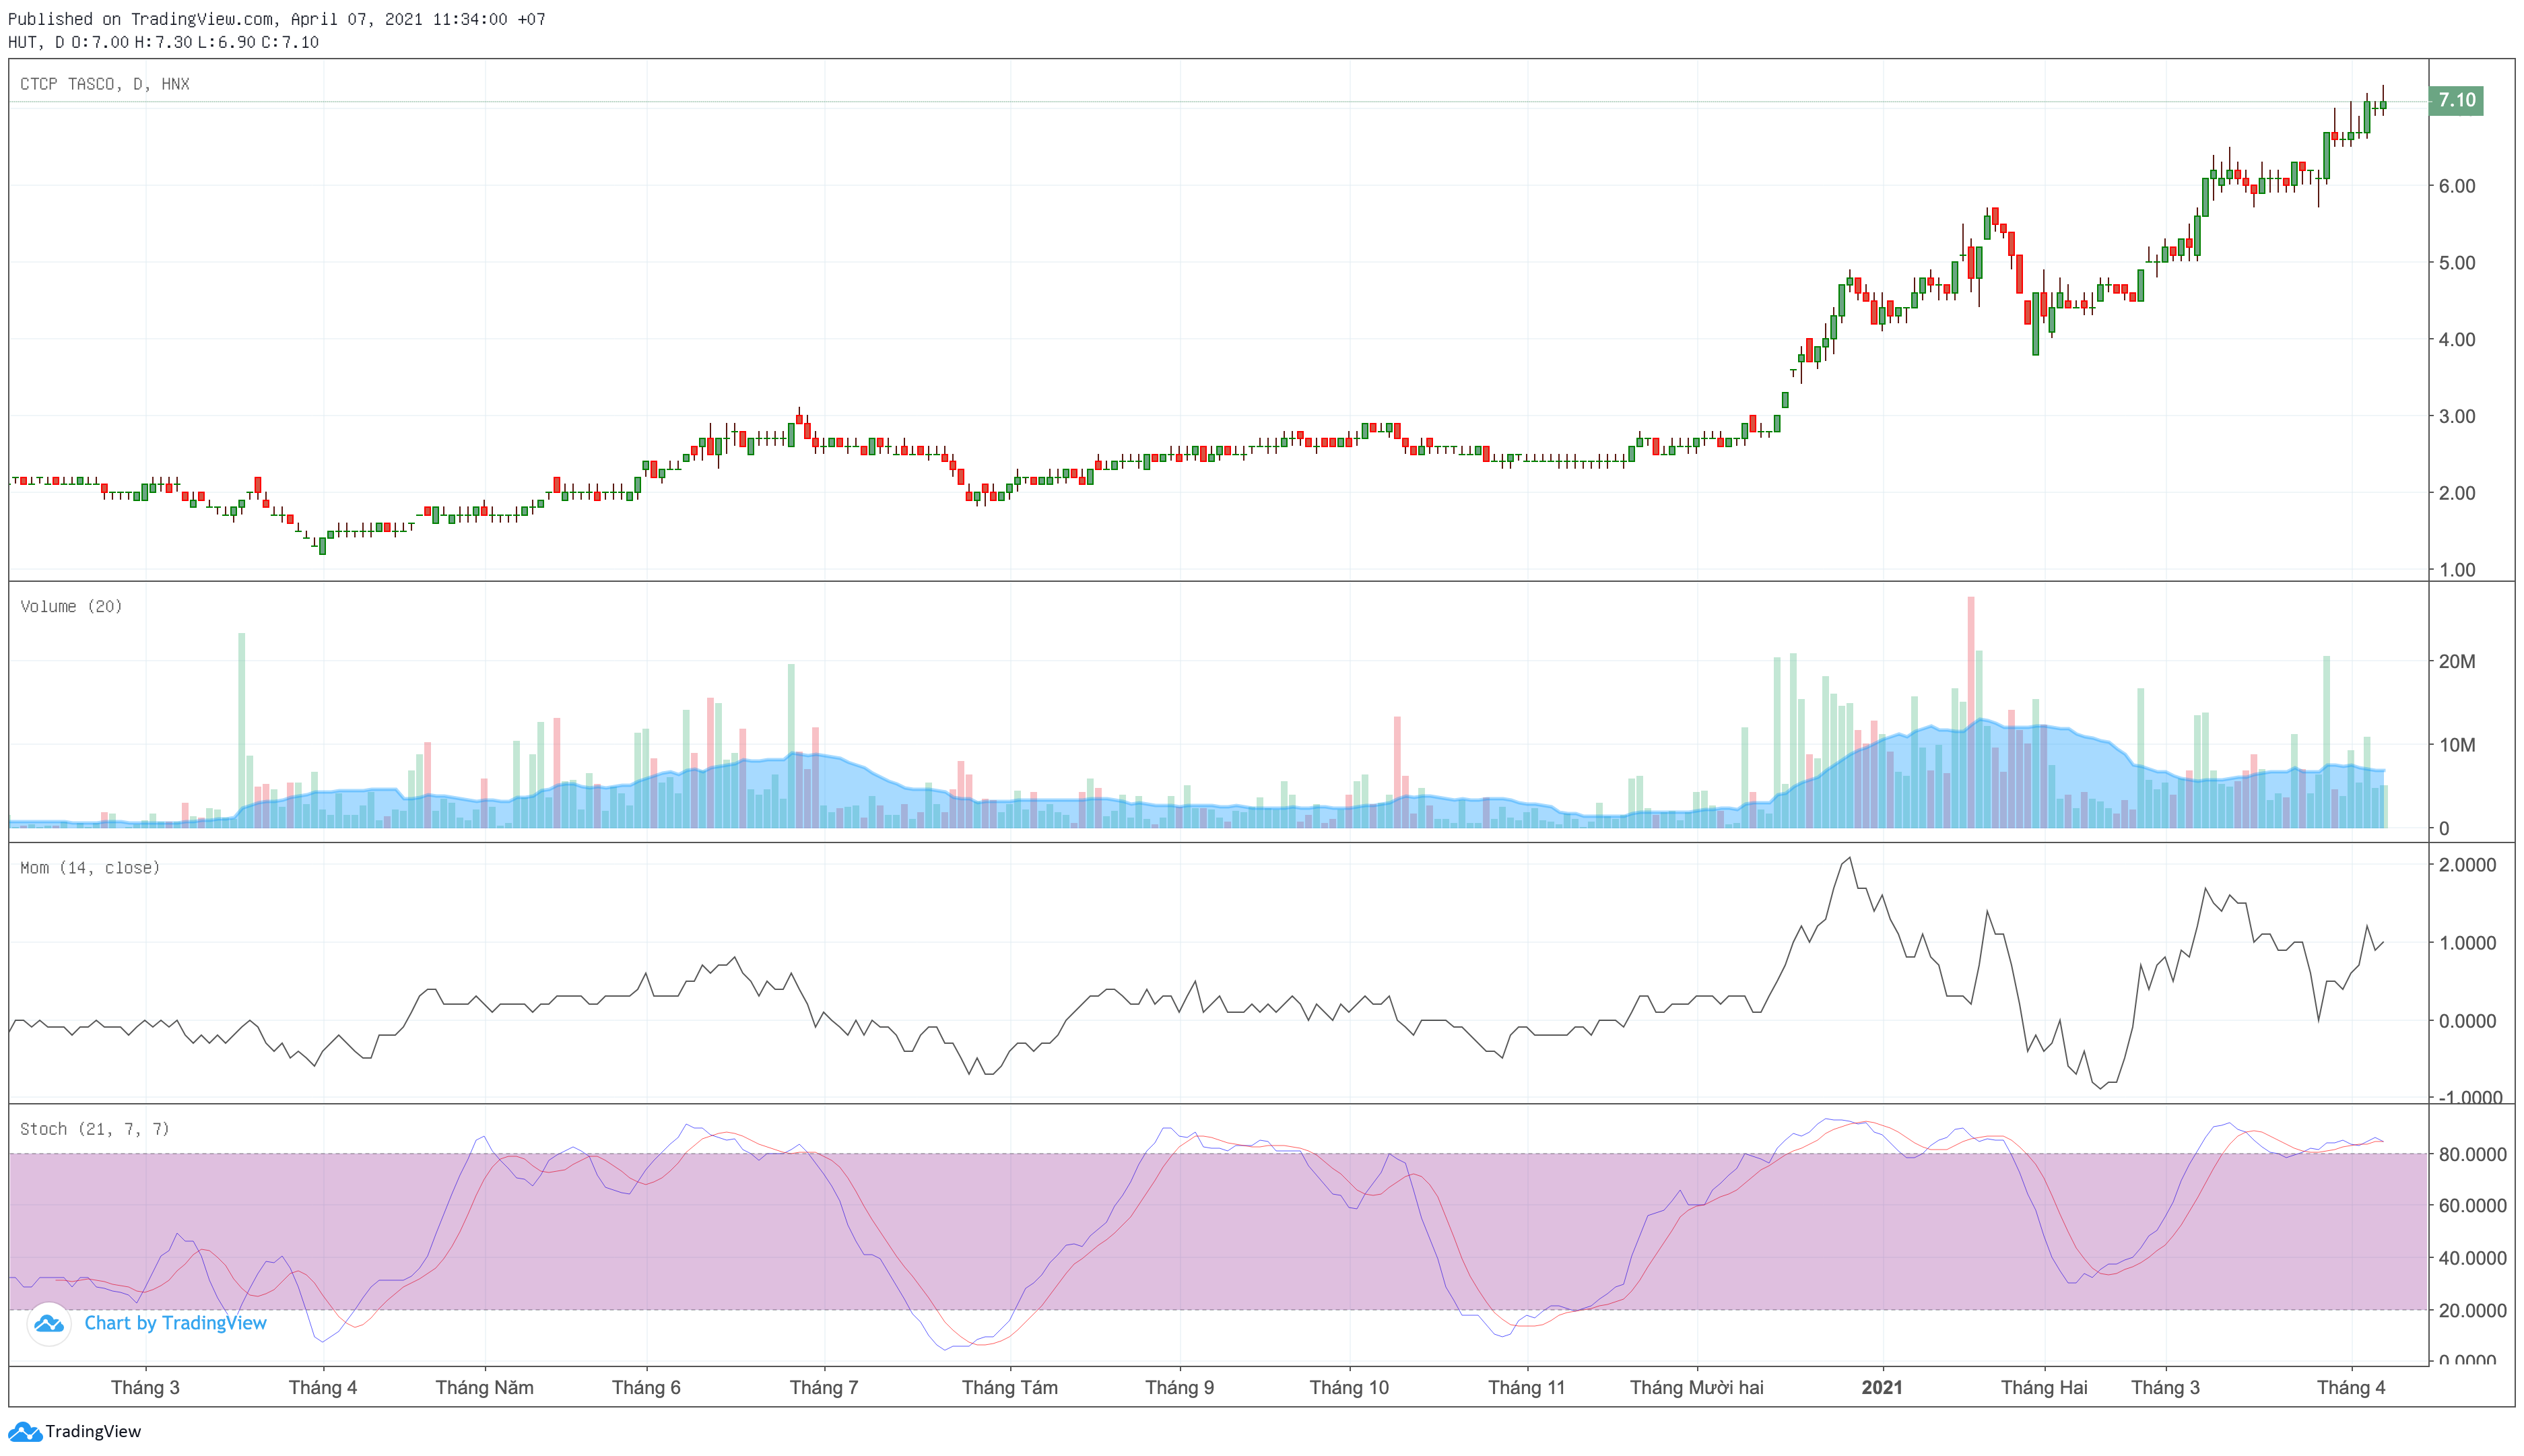 Published on TradingView.com, April 07, 2021 11:34:00 +07
HUT, D O:7.00 H:7.30 L:6.90 C:7.10
CTCP TASCO, D, HNX
7.10
6.00
5.00
4.00
3.00
2.00
1.00
Volume (20)
20M
10M
0
Mom (14, close)
2.0000
1.0000
0.0000
-1.0000
Stoch (21, 7, 7)
80.0000
60.0000
40.0000
20.0000
0.0000
Chart by TradingView
Tháng 3 Tháng 4 Tháng Năm Tháng 6 Tháng 7 Tháng Tám Tháng 9 Tháng 10 Tháng 11 Tháng Mười hai 2021 Tháng Hai Tháng 3 Tháng 4
TradingView